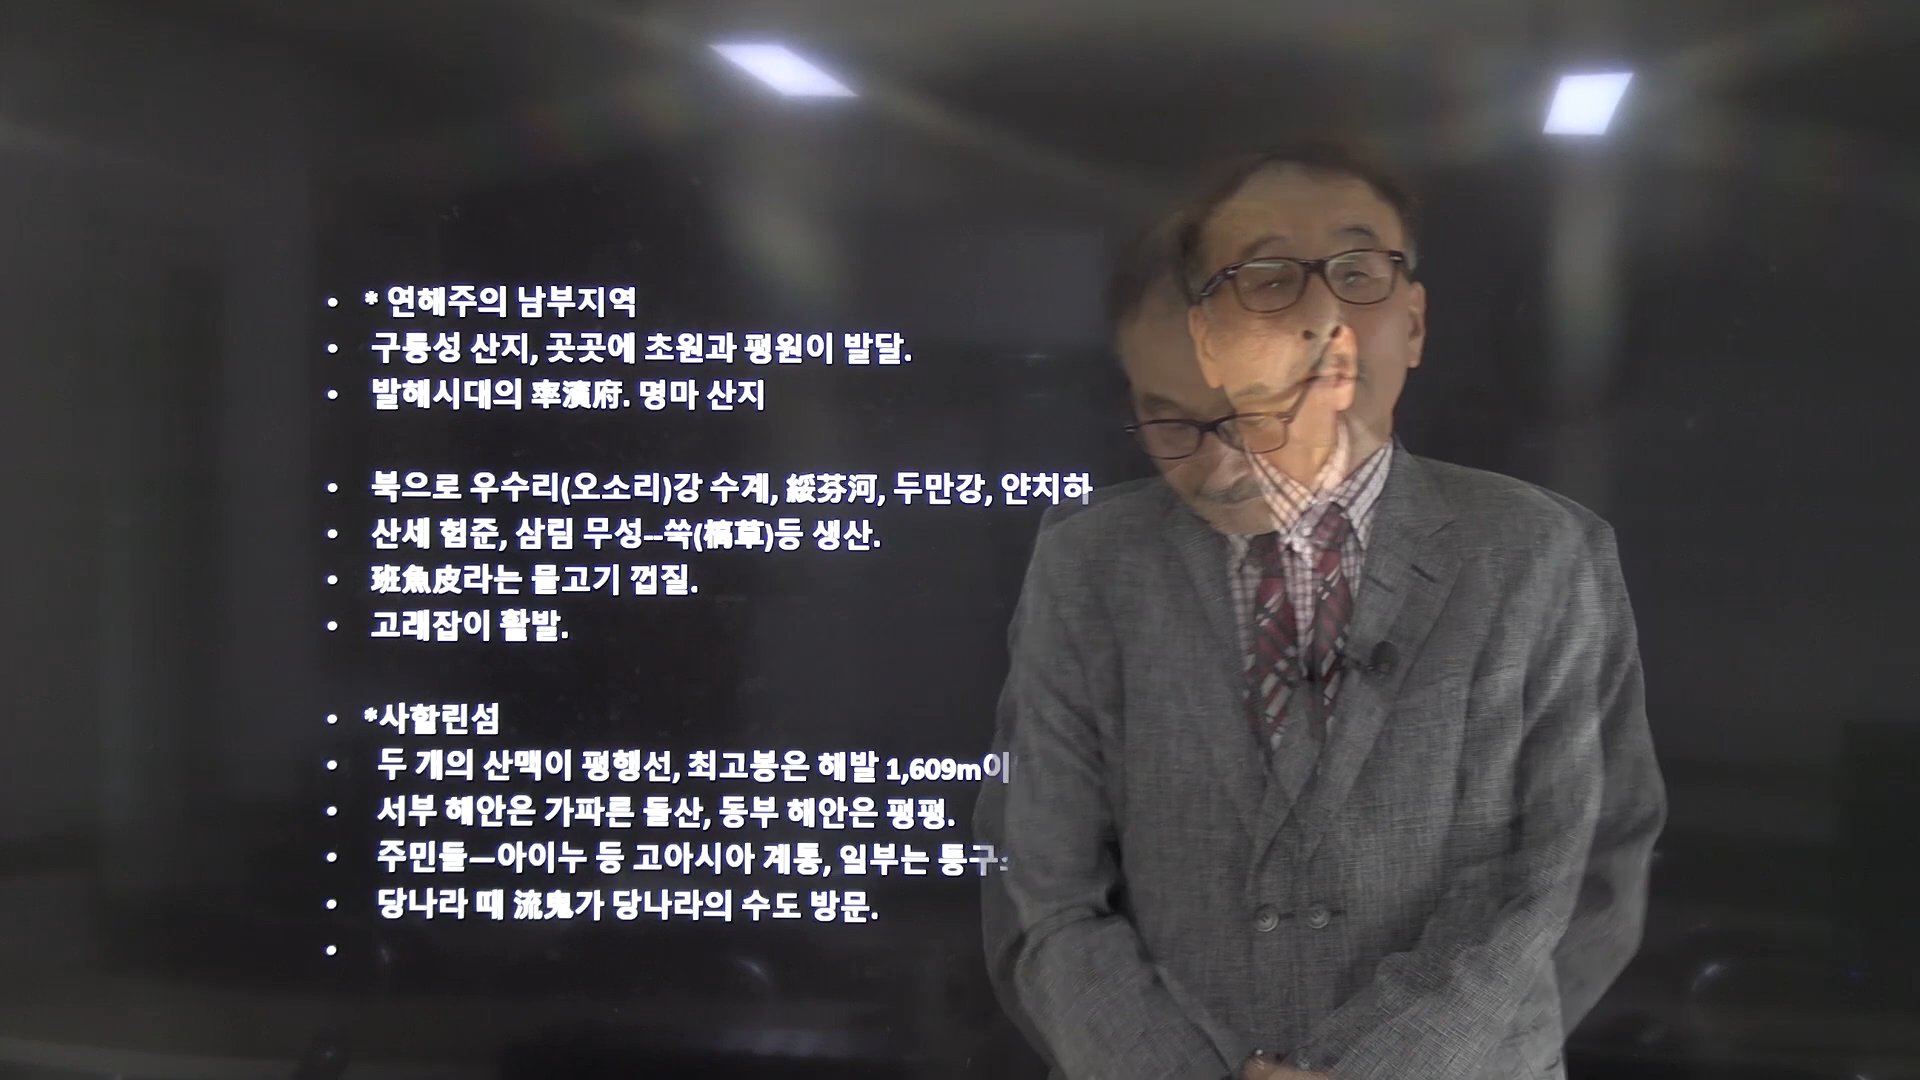 • * 연해주의 남부지역
• 구릉성 산지, 곳곳에 초원과 평원이 발달.
• 발해시대의 率濱府. 명마 산지
• 북으로 우수리(오소리)강 수계, 綏芬河, 두만강, 얀치하
• 산세 험준, 삼림 무성--쑥(槁草)등 생산.
• 班魚皮라는 물고기 껍질.
• 고래잡이 활발.
• *사할린섬
• 두 개의 산맥이 평행선, 최고봉은 해발 1,609m이
• 서부 해안은 가파른 돌산, 동부 해안은 평평.
• 주민들—아이누 등 고아시아 계통, 일부는 퉁구
• 당나라 때 流鬼가 당나라의 수도 방문.
•